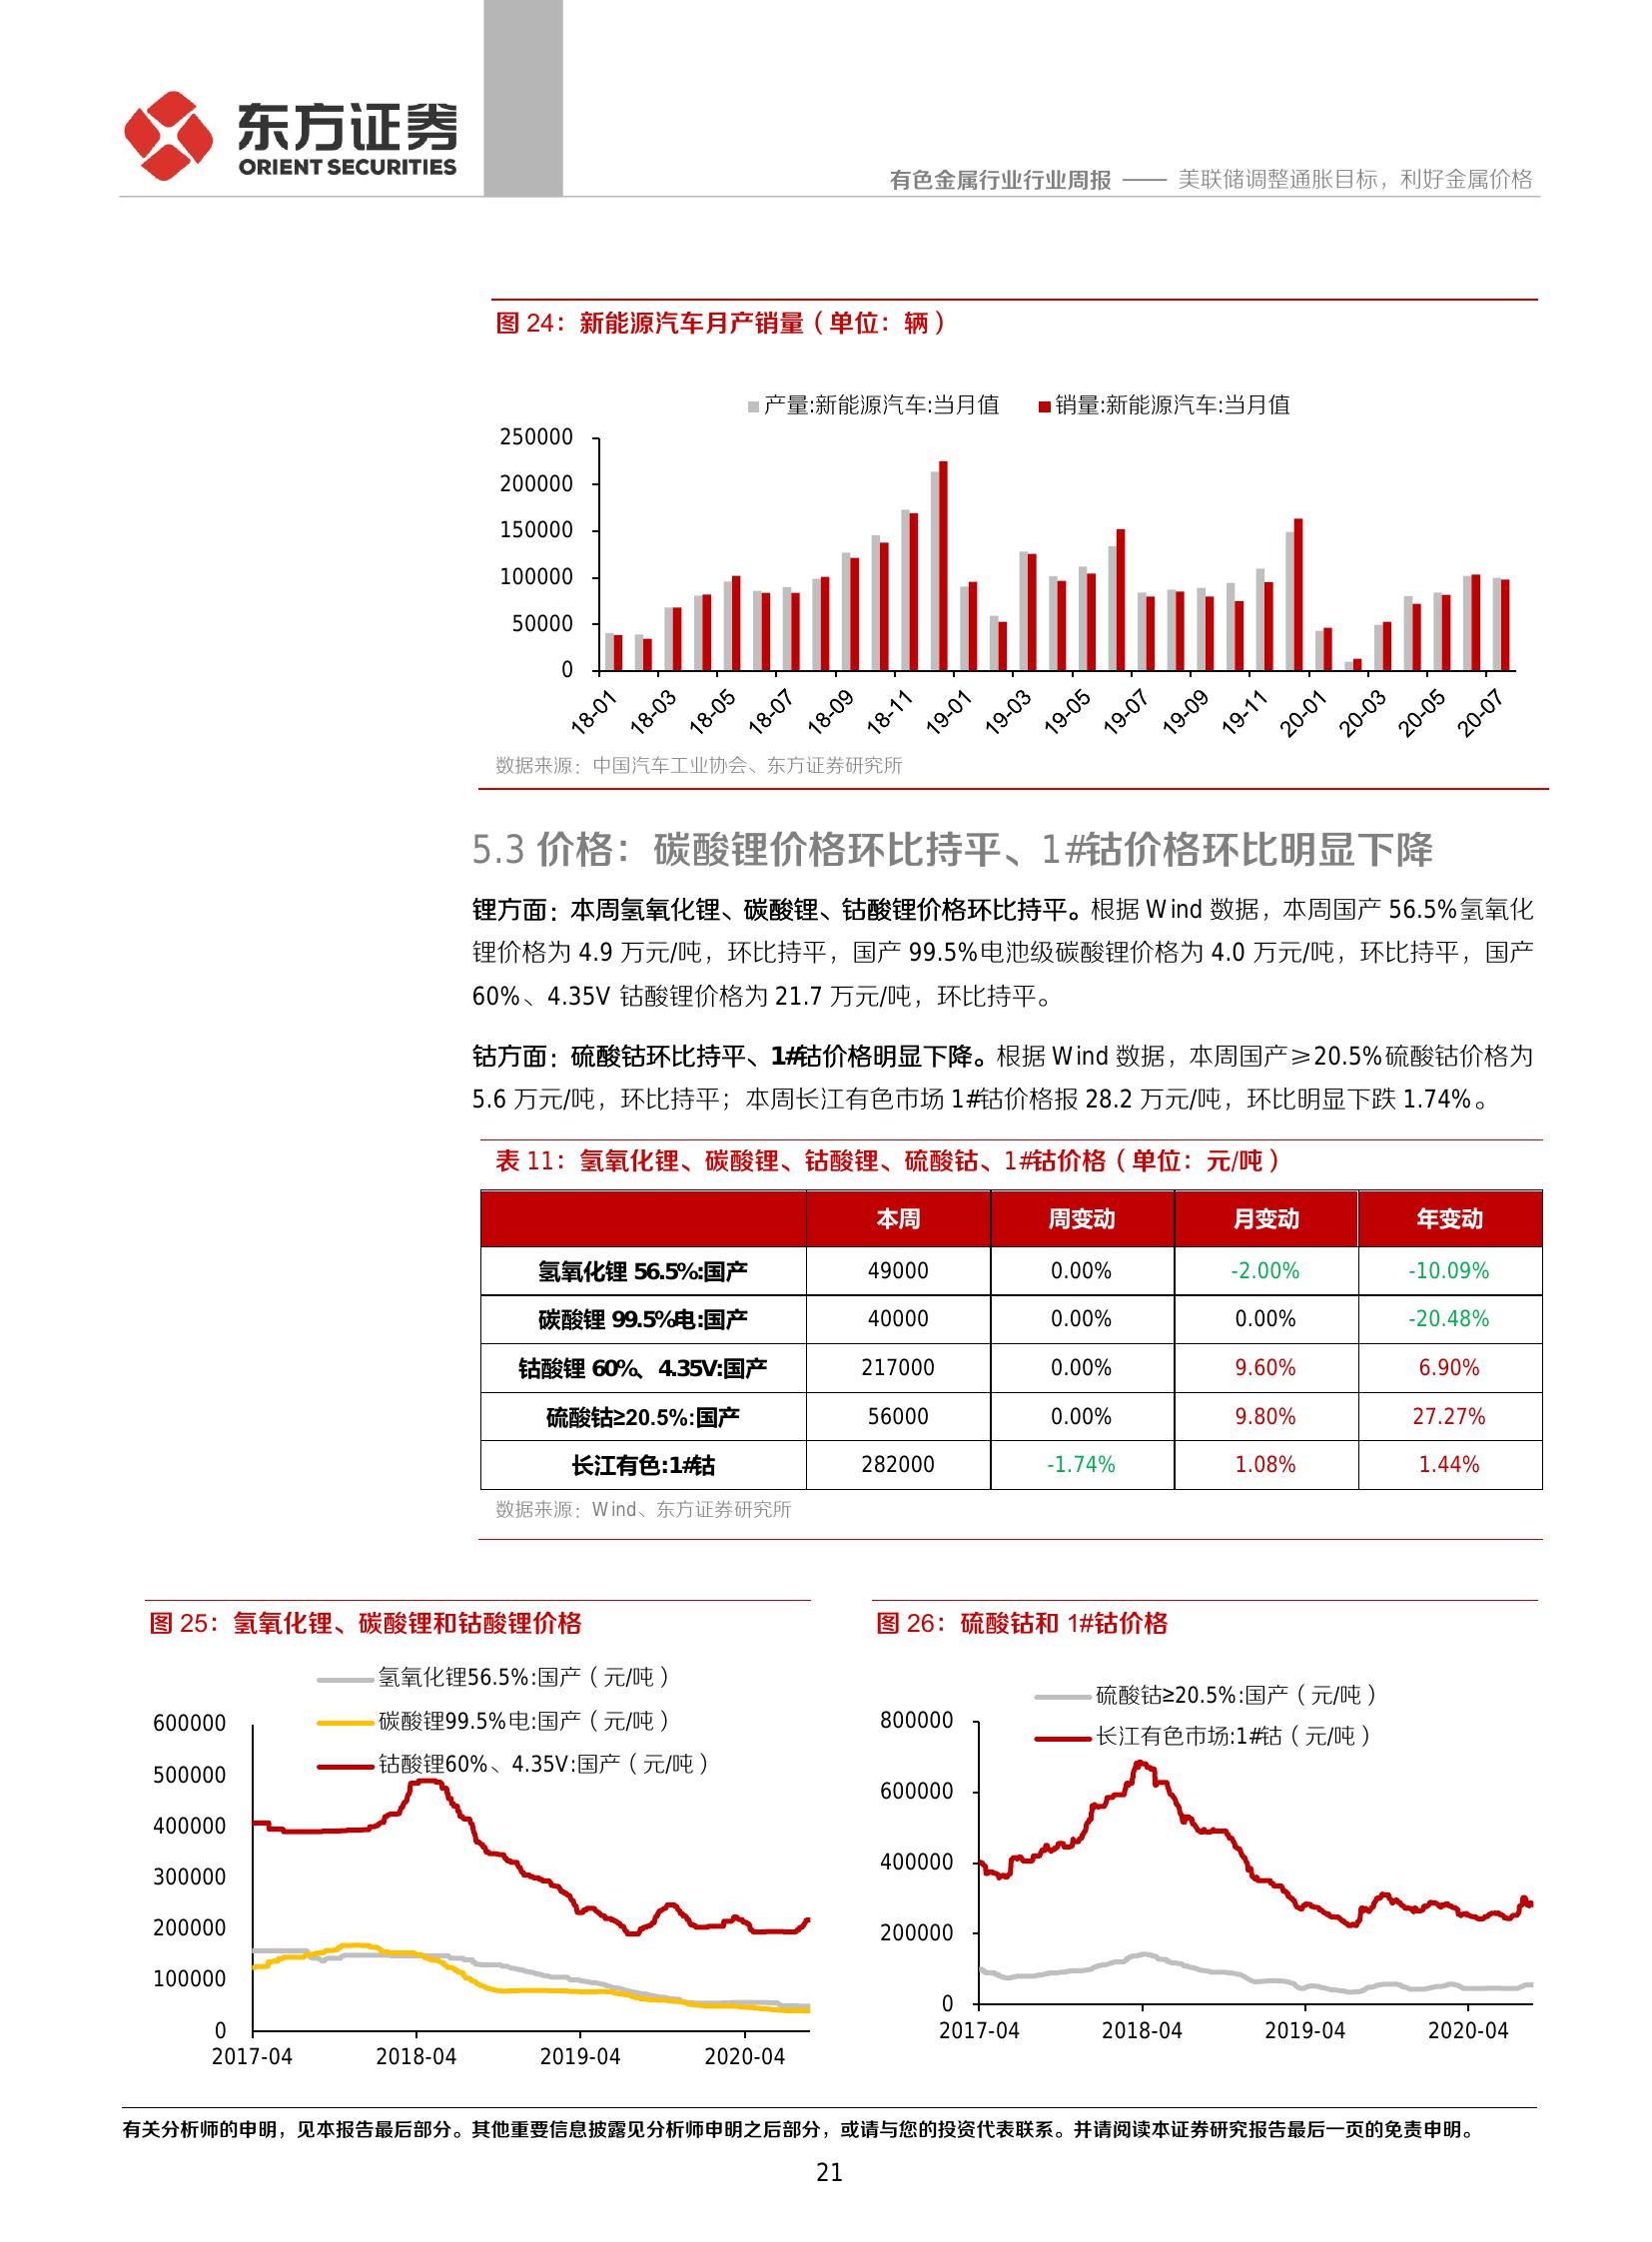 东方证券
ORIENT SECURITIES
有色金属行业行业周报 —— 美联储调整通胀目标，利好金属价格
图 24：新能源汽车月产销量（单位：辆）
产量:新能源汽车:当月值 销量:新能源汽车:当月值
250000
200000
150000
100000
50000
0
18-01 18-03 18-05 18-07 18-09 18-11 19-01 19-03 19-05 19-07 19-09 19-11 20-01 20-03 20-05 20-07
数据来源：中国汽车工业协会、东方证券研究所
5.3 价格：碳酸锂价格环比持平、1#钴价格环比明显下降
锂方面：本周氢氧化锂、碳酸锂、钴酸锂价格环比持平。根据 Wind 数据，本周国产 56.5%氢氧化
锂价格为 4.9 万元/吨，环比持平，国产 99.5%电池级碳酸锂价格为 4.0 万元/吨，环比持平，国产
60%、4.35V 钴酸锂价格为 21.7 万元/吨，环比持平。
钴方面：硫酸钴环比持平、1#钴价格明显下降。根据 Wind 数据，本周国产≥20.5%硫酸钴价格为
5.6 万元/吨，环比持平；本周长江有色市场 1#钴价格报 28.2 万元/吨，环比明显下跌 1.74%。
表 11：氢氧化锂、碳酸锂、钴酸锂、硫酸钴、1#钴价格（单位：元/吨）
本周 周变动 月变动 年变动
氢氧化锂 56.5%:国产 49000 0.00% -2.00% -10.09%
碳酸锂 99.5%电:国产 40000 0.00% 0.00% -20.48%
钴酸锂 60%、4.35V:国产 217000 0.00% 9.60% 6.90%
硫酸钴≥20.5%:国产 56000 0.00% 9.80% 27.27%
长江有色:1#钴 282000 -1.74% 1.08% 1.44%
数据来源：Wind、东方证券研究所
图 25：氢氧化锂、碳酸锂和钴酸锂价格
氢氧化锂56.5%:国产（元/吨）
碳酸锂99.5%电:国产（元/吨）
钴酸锂60%、4.35V:国产（元/吨）
600000
500000
400000
300000
200000
100000
0
2017-04 2018-04 2019-04 2020-04
图 26：硫酸钴和 1#钴价格
硫酸钴≥20.5%:国产（元/吨）
长江有色市场:1#钴（元/吨）
800000
600000
400000
200000
0
2017-04 2018-04 2019-04 2020-04
有关分析师的申明，见本报告最后部分。其他重要信息披露见分析师申明之后部分，或请与您的投资代表联系。并请阅读本证券研究报告最后一页的免责申明。
21